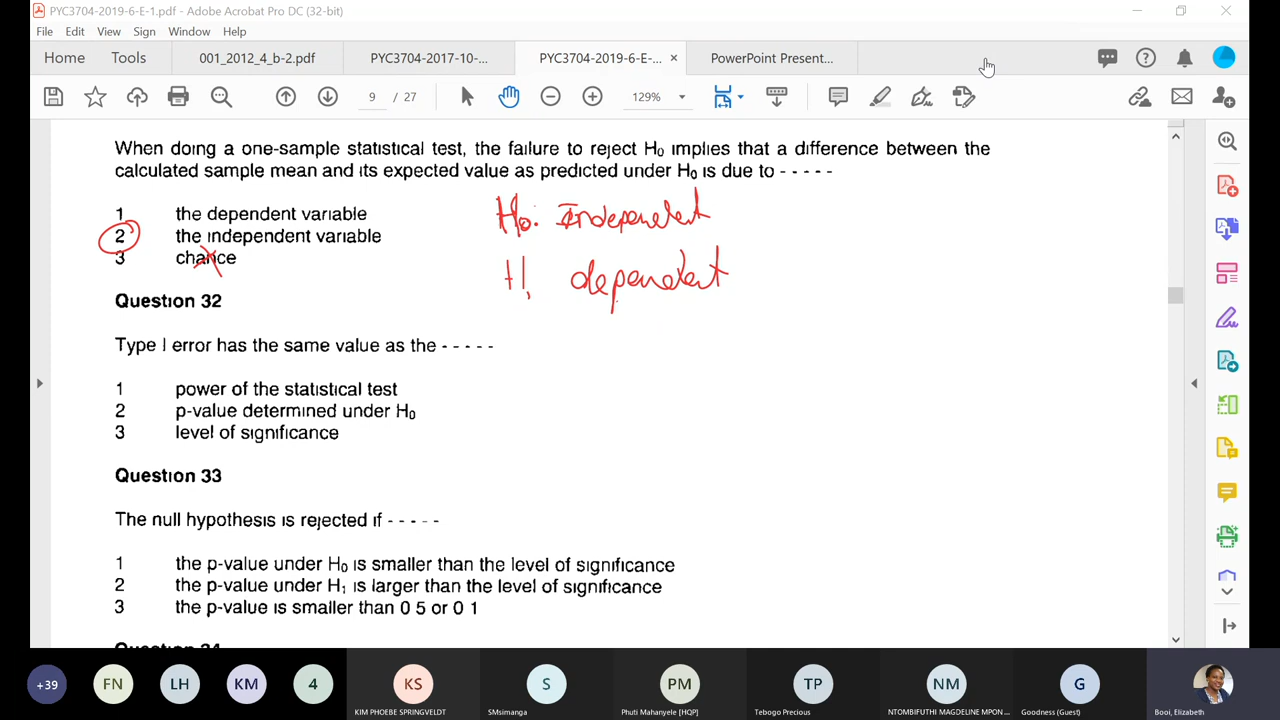 PYC3704-2019-6-E-1.pdf - Adobe Acrobat Pro DC (32-bit)
File Edit View Sign Window Help
Home Tools 001_2012_4_b-2.pdf PYC3704-2017-10-... PYC3704-2019-6-E-... × PowerPoint Present...
9 / 27 129%
When doing a one-sample statistical test, the failure to reject H₀ implies that a difference between the
calculated sample mean and its expected value as predicted under H₀ is due to - - - - -
1 the dependent variable
2 the independent variable
3 chance
H₀: Independent
H₁ dependent
Question 32
Type I error has the same value as the - - - - -
1 power of the statistical test
2 p-value determined under H₀
3 level of significance
Question 33
The null hypothesis is rejected if - - - - -
1 the p-value under H₀ is smaller than the level of significance
2 the p-value under H₁ is larger than the level of significance
3 the p-value is smaller than 0 5 or 0 1
Question 34
+39 FN LH KM 4 KS S PM TP NM G
KIM PHOEBE SPRINGVELDT SMsimanga Phuti Mahanyele [HQP] Tebogo Precious NTOMBIFUTHI MAGDELINE MPON ... Goodness (Guest) Booi, Elizabeth